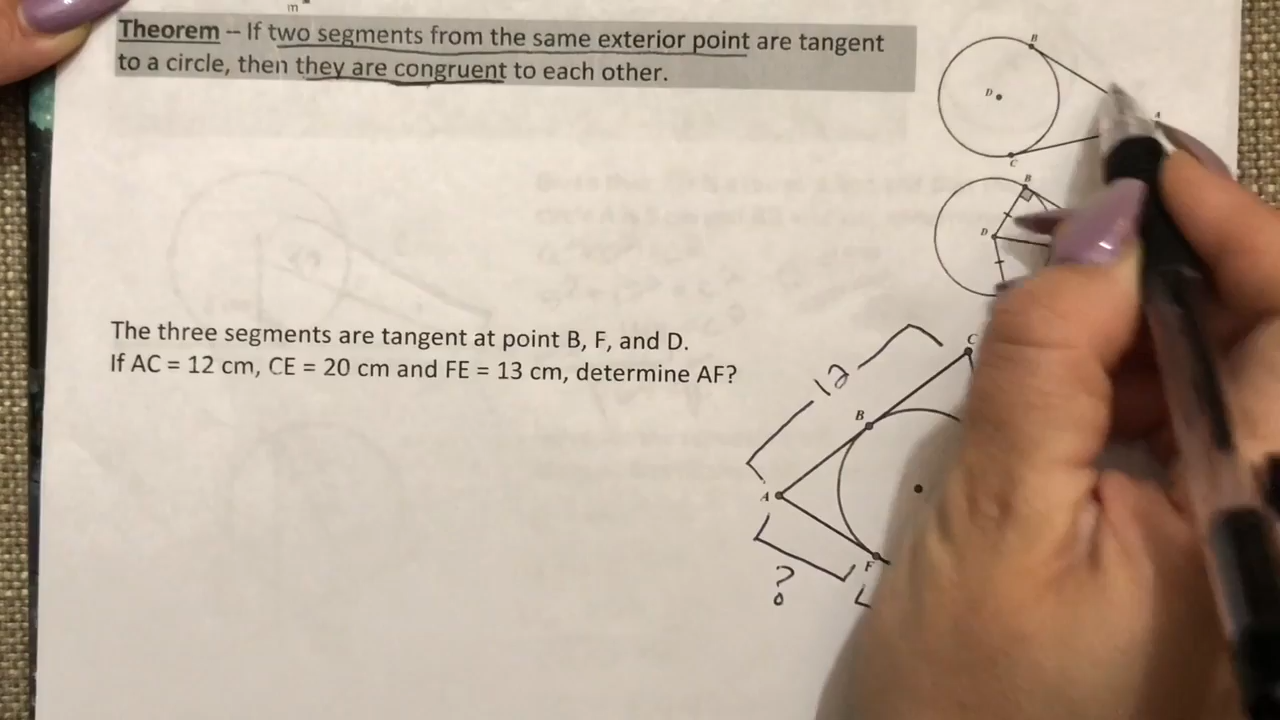 m
Theorem – If two segments from the same exterior point are tangent
to a circle, then they are congruent to each other.
B
D
A
C
B
D
The three segments are tangent at point B, F, and D.
If AC = 12 cm, CE = 20 cm and FE = 13 cm, determine AF?
C
12
B
A
F
?